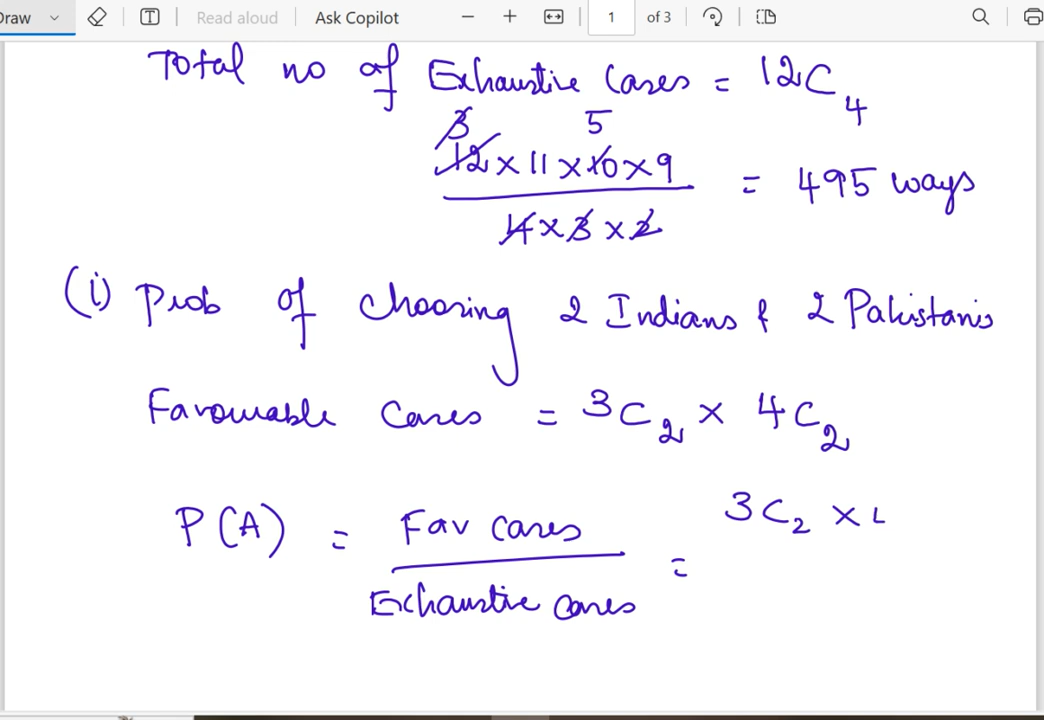 Draw Read aloud Ask Copilot 1 of 3
Total no of Exhaustive Cases = 12C4
3 5
12 x 11 x 10 x 9
4 x 3 x 2
= 495 ways
(i) Prob of choosing 2 Indians & 2 Pakistanis
Favourable Cases = 3C2 x 4C2
P(A) = Fav cases = 3C2 x
Exhaustive cases